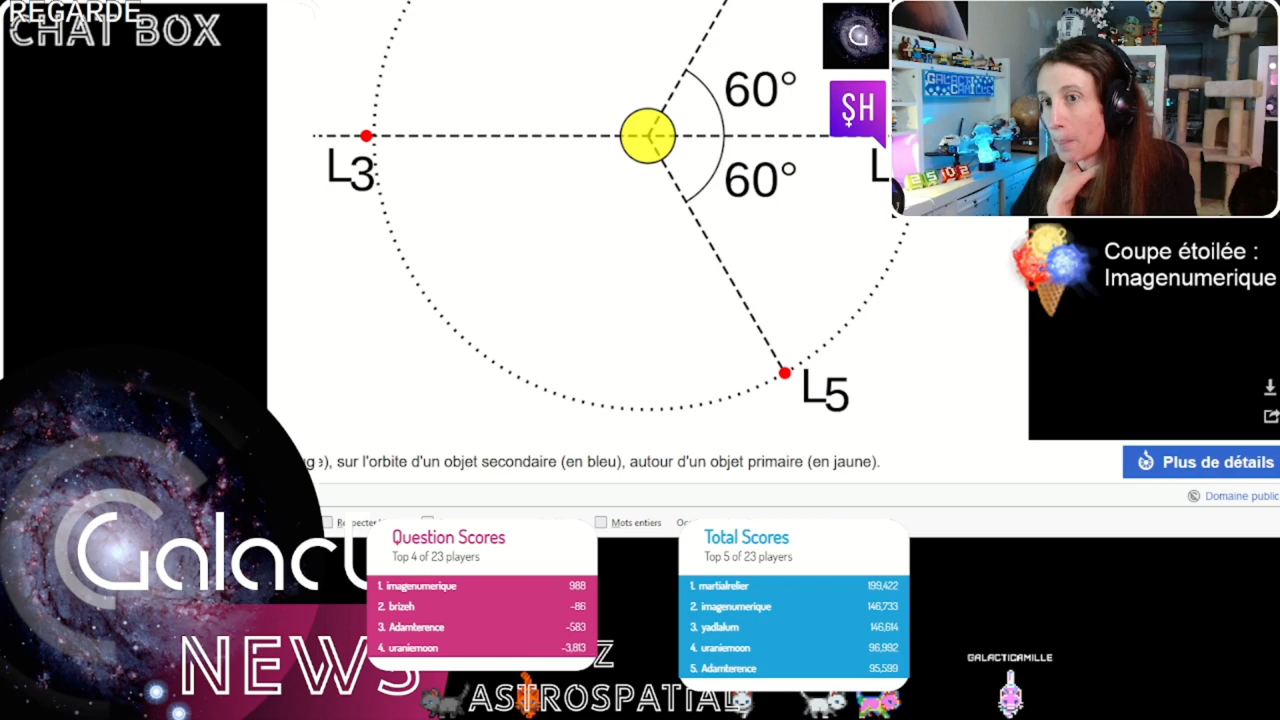 REGARDE
CHAT BOX
60°
60°
L3
L
L5
G
SH
GALACTI
CAMILLE
Coupe étoilée :
Imagenumerique
), sur l'orbite d'un objet secondaire (en bleu), autour d'un objet primaire (en jaune).
Plus de détails
Domaine public
Mots entiers
Galact
NEWS
Question Scores
Top 4 of 23 players
1. imagenumerique 988
2. brizeh -86
3. Adamterence -583
4. uraniemoon -3,813
Total Scores
Top 5 of 23 players
1. martialrelier 199,422
2. imagenumerique 146,733
3. yadlalum 146,614
4. uraniemoon 96,992
5. Adamterence 95,599
Z
ASTROSPATIAL
GALACTICAMILLE